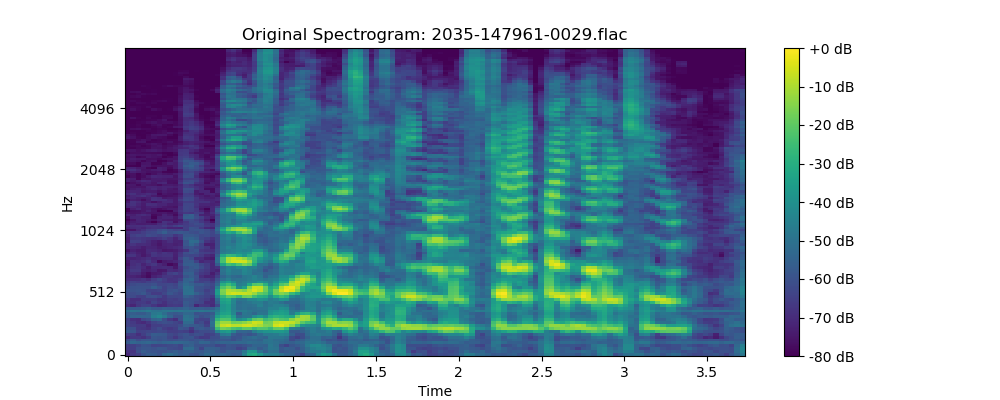 Original Spectrogram: 2035-147961-0029.flac
Hz
4096
2048
1024
512
0
0 0.5 1 1.5 2 2.5 3 3.5
Time
+0 dB
-10 dB
-20 dB
-30 dB
-40 dB
-50 dB
-60 dB
-70 dB
-80 dB